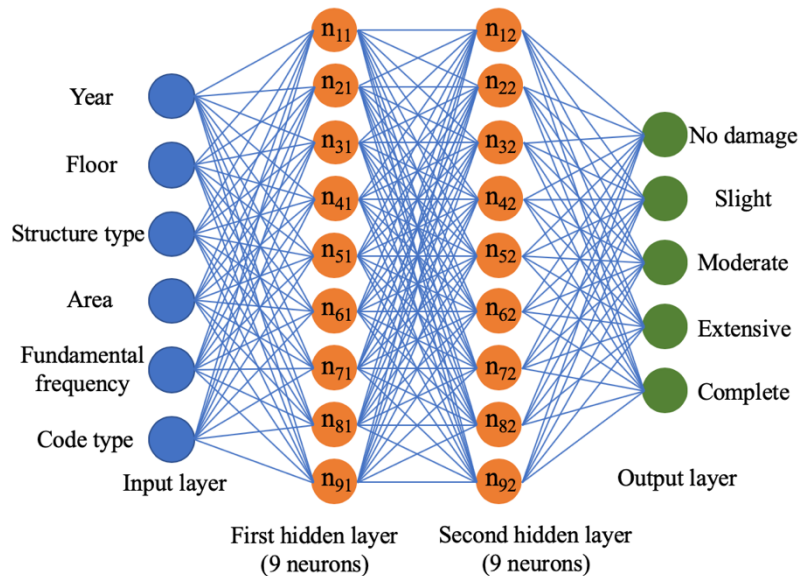 Year
Floor
Structure type
Area
Fundamental
frequency
Code type
Input layer
n11
n21
n31
n41
n51
n61
n71
n81
n91
First hidden layer
(9 neurons)
n12
n22
n32
n42
n52
n62
n72
n82
n92
Second hidden layer
(9 neurons)
No damage
Slight
Moderate
Extensive
Complete
Output layer